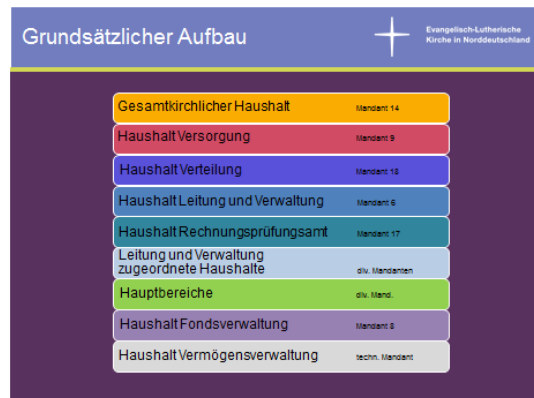 Grundsätzlicher Aufbau
Evangelisch-Lutherische
Kirche in Norddeutschland
Gesamtkirchlicher Haushalt Mandant 14
Haushalt Versorgung Mandant 9
Haushalt Verteilung Mandant 18
Haushalt Leitung und Verwaltung Mandant 6
Haushalt Rechnungsprüfungsamt Mandant 17
Leitung und Verwaltung
zugeordnete Haushalte div. Mandanten
Hauptbereiche div. Mand.
Haushalt Fondsverwaltung Mandant 8
Haushalt Vermögensverwaltung techn. Mandant